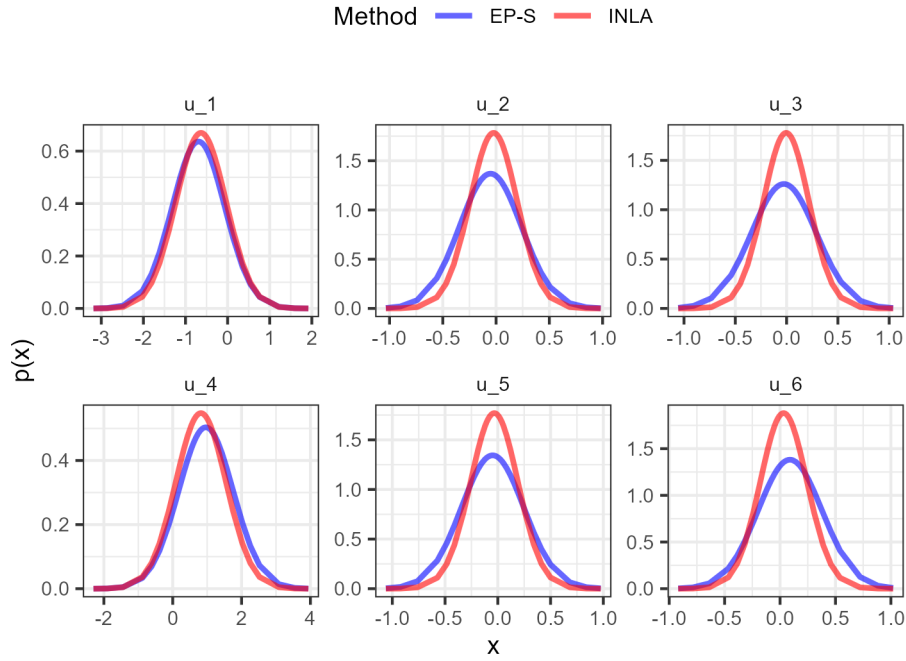 Method EP-S INLA
u_1 u_2 u_3
0.6 1.5 1.5
0.4 1.0 1.0
0.2 0.5 0.5
0.0 0.0 0.0
-3 -2 -1 0 1 2 -1.0 -0.5 0.0 0.5 1.0 -1.0 -0.5 0.0 0.5 1.0
p(x)
u_4 u_5 u_6
0.4 1.5 1.5
0.2 1.0 1.0
0.0 0.5 0.5
0.0 0.0
-2 0 2 4 -1.0 -0.5 0.0 0.5 1.0 -1.0 -0.5 0.0 0.5 1.0
x